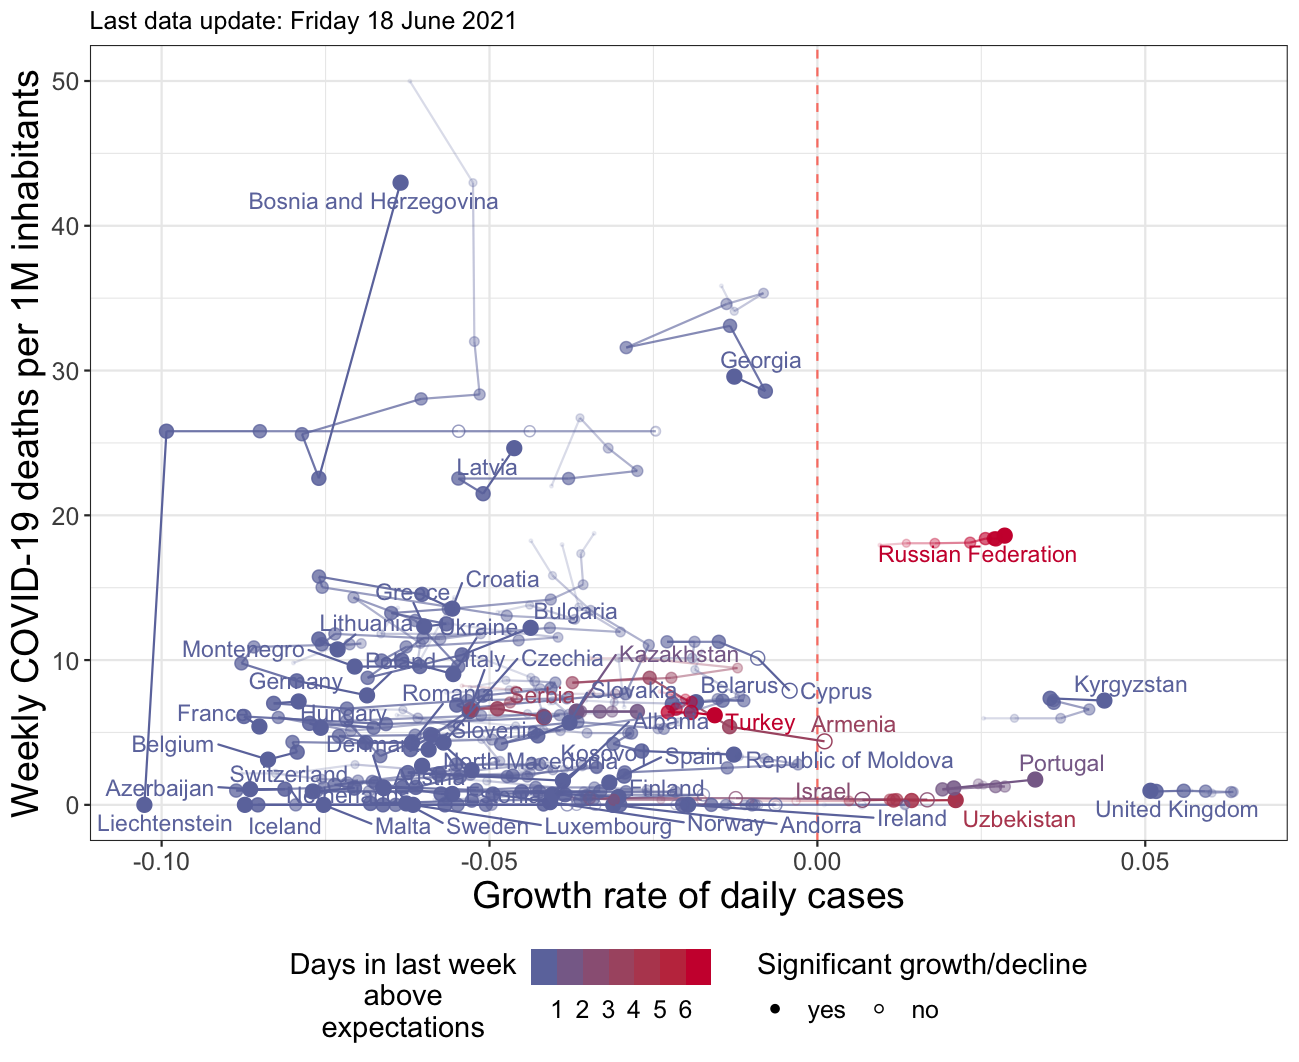 Last data update: Friday 18 June 2021
Weekly COVID-19 deaths per 1M inhabitants
50
40
30
20
10
0
Bosnia and Herzegovina
Georgia
Latvia
Russian Federation
Croatia
Greece
Bulgaria
Lithuania
Ukraine
Montenegro
Poland
Italy
Czechia
Kazakhstan
Germany
Romania
Serbia
Slovakia
Belarus
Cyprus
Kyrgyzstan
France
Hungary
Slovenia
Albania
Turkey
Armenia
Belgium
Denmark
Kosovo
Spain
Republic of Moldova
North Macedonia
Portugal
Switzerland
Austria
Azerbaijan
Netherlands
Estonia
Finland
Israel
United Kingdom
Liechtenstein
Iceland
Malta
Sweden
Luxembourg
Norway
Andorra
Ireland
Uzbekistan
-0.10
-0.05
0.00
0.05
Growth rate of daily cases
Days in last week
above
expectations
1 2 3 4 5 6
Significant growth/decline
yes
no